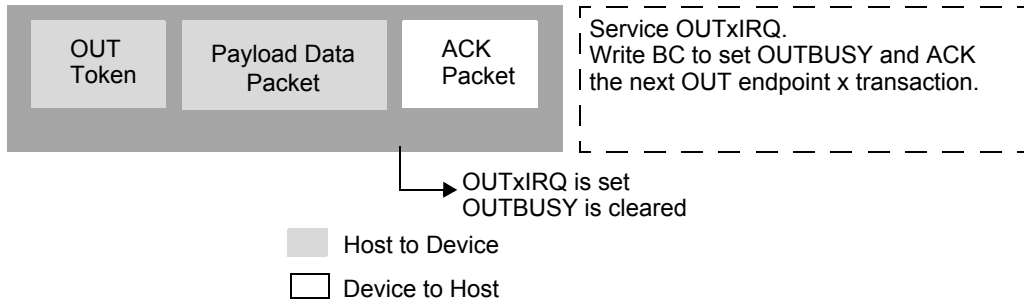 OUT
Token
Payload Data
Packet
ACK
Packet
Service OUTxIRQ.
Write BC to set OUTBUSY and ACK
the next OUT endpoint x transaction.
OUTxIRQ is set
OUTBUSY is cleared
Host to Device
Device to Host